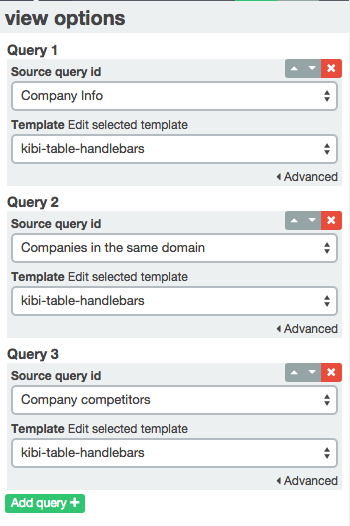 view options
Query 1
Source query id
Company Info
Template Edit selected template
kibi-table-handlebars
Advanced
Query 2
Source query id
Companies in the same domain
Template Edit selected template
kibi-table-handlebars
Advanced
Query 3
Source query id
Company competitors
Template Edit selected template
kibi-table-handlebars
Advanced
Add query +